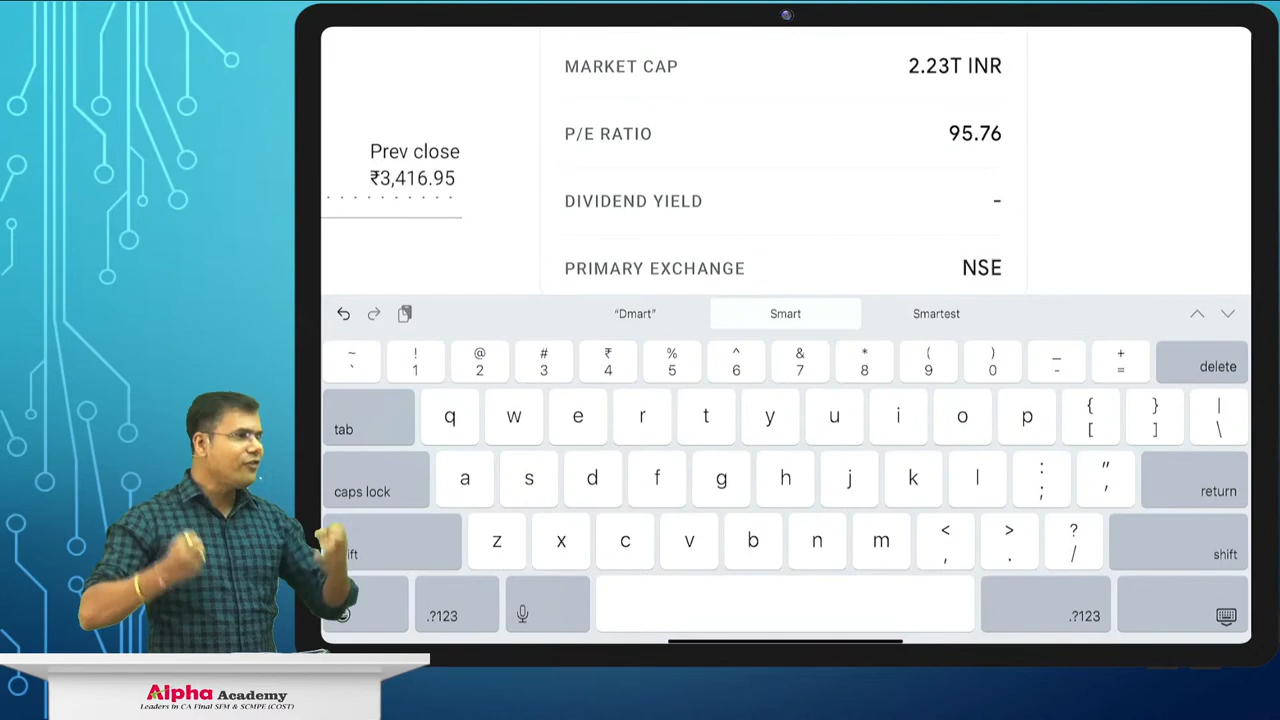 MARKET CAP 2.23T INR
P/E RATIO 95.76
Prev close
₹3,416.95
DIVIDEND YIELD -
PRIMARY EXCHANGE NSE
“Dmart” Smart Smartest
~ ! @ # ₹ % ^ & * ( ) _ +
` 1 2 3 4 5 6 7 8 9 0 - = delete
tab q w e r t y u i o p { [ } ] | \
caps lock a s d f g h j k l : ; " ' return
ift z x c v b n m < , > . ? / shift
.?123 .?123
Alpha Academy
Leaders in CA Final SFM & SCMPE (COST)